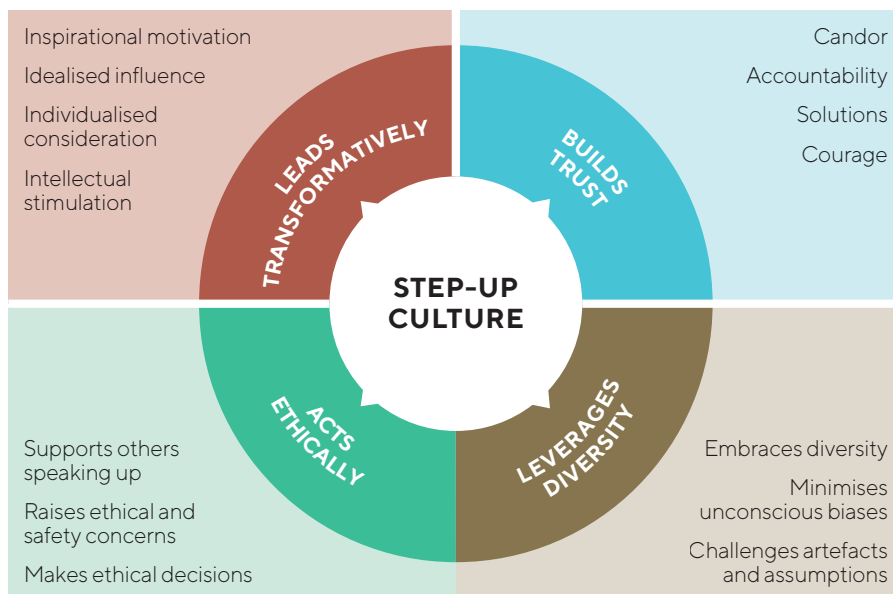 Inspirational motivation
Idealised influence
Individualised
consideration
Intellectual
stimulation
LEADS
TRANSFORMATIVELY
BUILDS
TRUST
Candor
Accountability
Solutions
Courage
STEP-UP
CULTURE
Supports others
speaking up
Raises ethical and
safety concerns
Makes ethical decisions
ACTS
ETHICALLY
LEVERAGES
DIVERSITY
Embraces diversity
Minimises
unconscious biases
Challenges artefacts
and assumptions